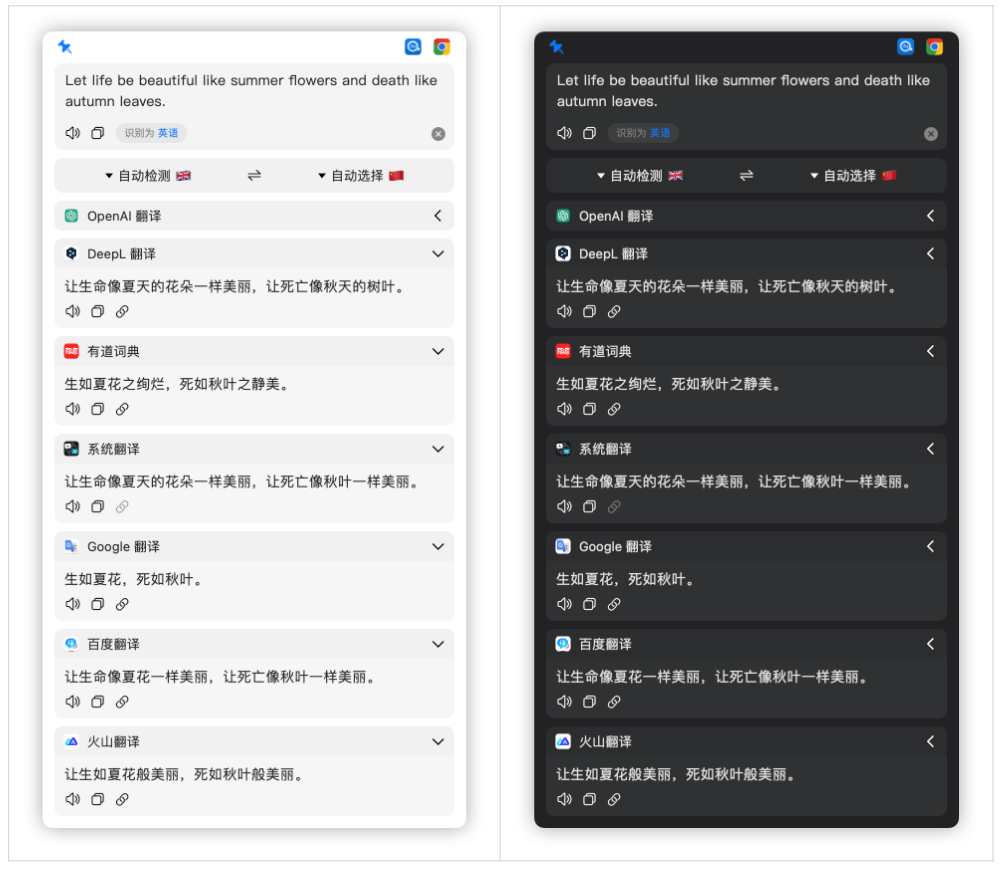 Let life be beautiful like summer flowers and death like
autumn leaves.
识别为 英语
自动检测 自动选择
OpenAI 翻译
DeepL 翻译
让生命像夏天的花朵一样美丽，让死亡像秋天的树叶。
有道词典
生如夏花之绚烂，死如秋叶之静美。
系统翻译
让生命像夏天的花朵一样美丽，让死亡像秋叶一样美丽。
Google 翻译
生如夏花，死如秋叶。
百度翻译
让生命像夏花一样美丽，让死亡像秋叶一样美丽。
火山翻译
让生如夏花般美丽，死如秋叶般美丽。
Let life be beautiful like summer flowers and death like
autumn leaves.
识别为 英语
自动检测 自动选择
OpenAI 翻译
DeepL 翻译
让生命像夏天的花朵一样美丽，让死亡像秋天的树叶。
有道词典
生如夏花之绚烂，死如秋叶之静美。
系统翻译
让生命像夏天的花朵一样美丽，让死亡像秋叶一样美丽。
Google 翻译
生如夏花，死如秋叶。
百度翻译
让生命像夏花一样美丽，让死亡像秋叶一样美丽。
火山翻译
让生如夏花般美丽，死如秋叶般美丽。